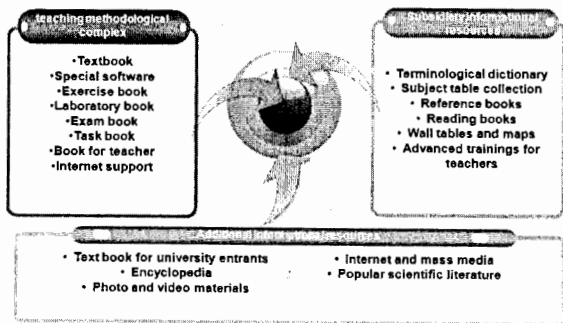 teaching methodological
complex
•Textbook
•Special software
•Exercise book
•Laboratory book
•Exam book
•Task book
•Book for teacher
•Internet support
Subsidiary informational
resources
• Terminological dictionary
• Subject table collection
• Reference books
• Reading books
• Wall tables and maps
• Advanced trainings for
teachers
Additional
• Text book for university entrants
• Encyclopedia
• Photo and video materials
• Internet and mass media
• Popular scientific literature